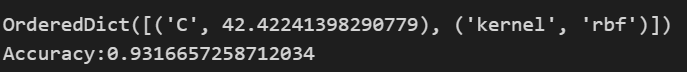 OrderedDict([('C', 42.42241398290779), ('kernel', 'rbf')])
Accuracy:0.9316657258712034